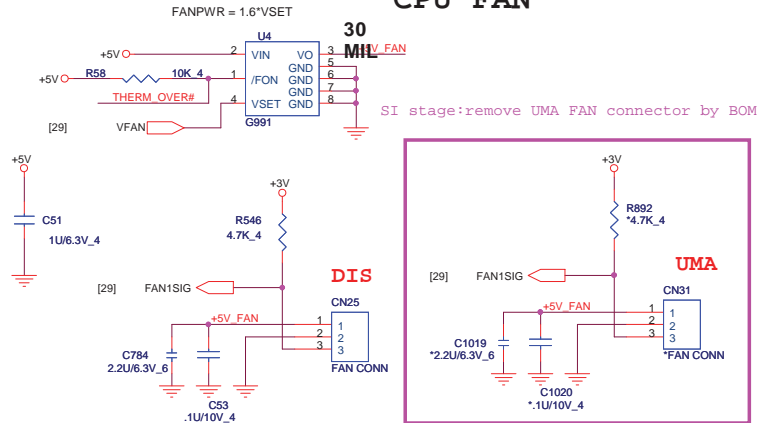 CPU FAN
FANPWR = 1.6*VSET
30
MIL
U4
+5V
2 VIN VO 3 +5V_FAN
GND 5
+5V R58 10K_4 1 /FON GND 6
THERM_OVER# GND 7
4 VSET GND 8
G991
[29] VFAN
SI stage:remove UMA FAN connector by BOM
+5V
C51
1U/6.3V_4
+3V
R546
4.7K_4
DIS
[29] FAN1SIG
CN25
+5V_FAN
1 1
2 2
3 3
FAN CONN
C784
2.2U/6.3V_6
C53
.1U/10V_4
+3V
R892
*4.7K_4
UMA
[29] FAN1SIG
CN31
+5V_FAN
1 1
2 2
3 3
*FAN CONN
C1019
*2.2U/6.3V_6
C1020
*.1U/10V_4